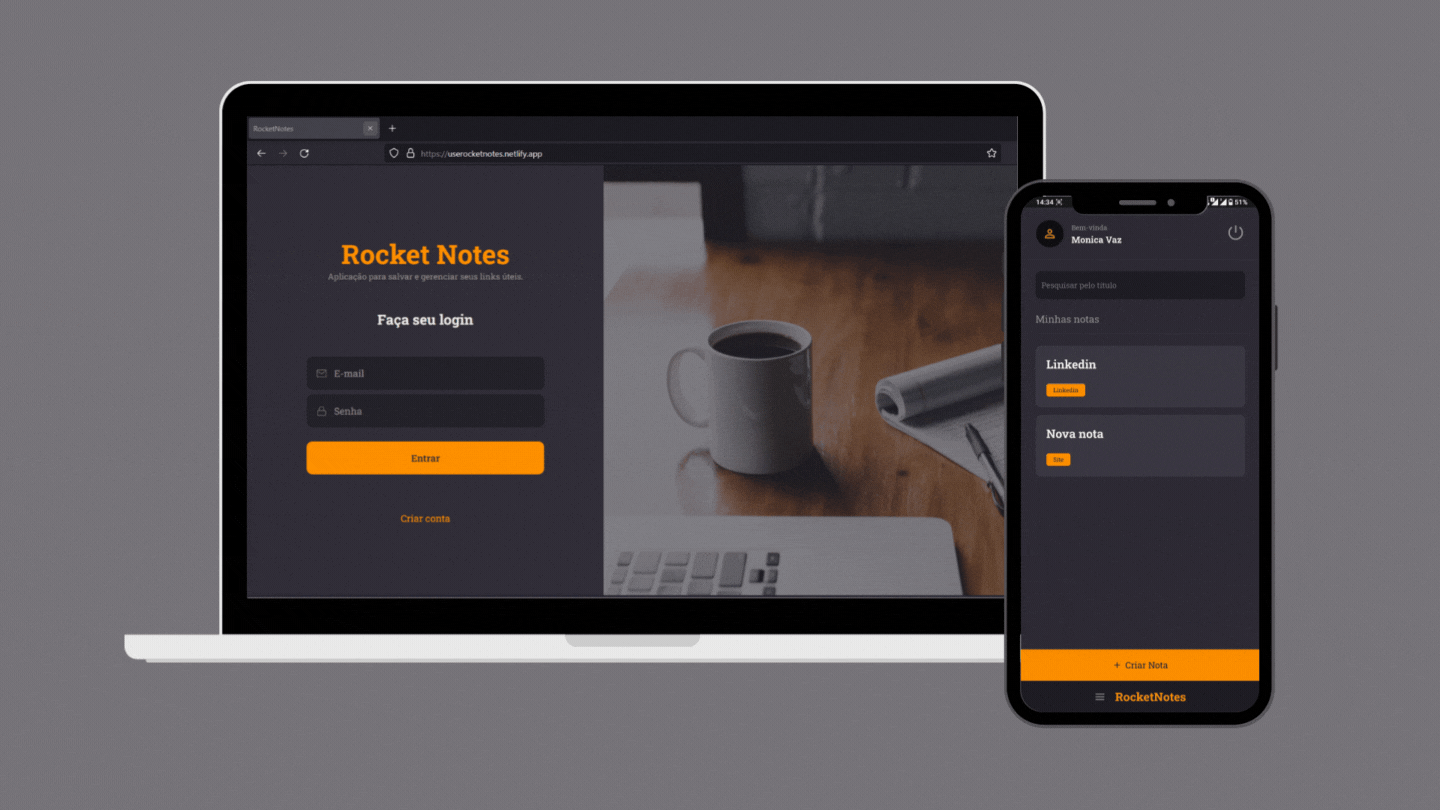 RocketNotes
https://userocketnotes.netlify.app
Rocket Notes
Aplicação para salvar e gerenciar seus links úteis.
Faça seu login
E-mail
Senha
Entrar
Criar conta
14:34
51%
Bem-vinda
Monica Vaz
Pesquisar pelo título
Minhas notas
Linkedin
Linkedin
Nova nota
Site
+ Criar Nota
RocketNotes